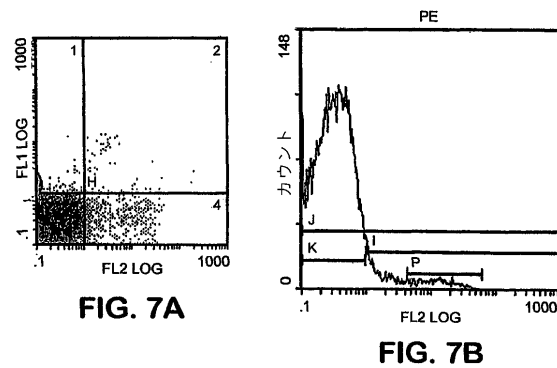 1000
1
2
FL1 LOG
H
.1
4
.1
FL2 LOG
1000
FIG. 7A
PE
148
カウント
J
I
K
P
0
.1
FL2 LOG
1000
FIG. 7B